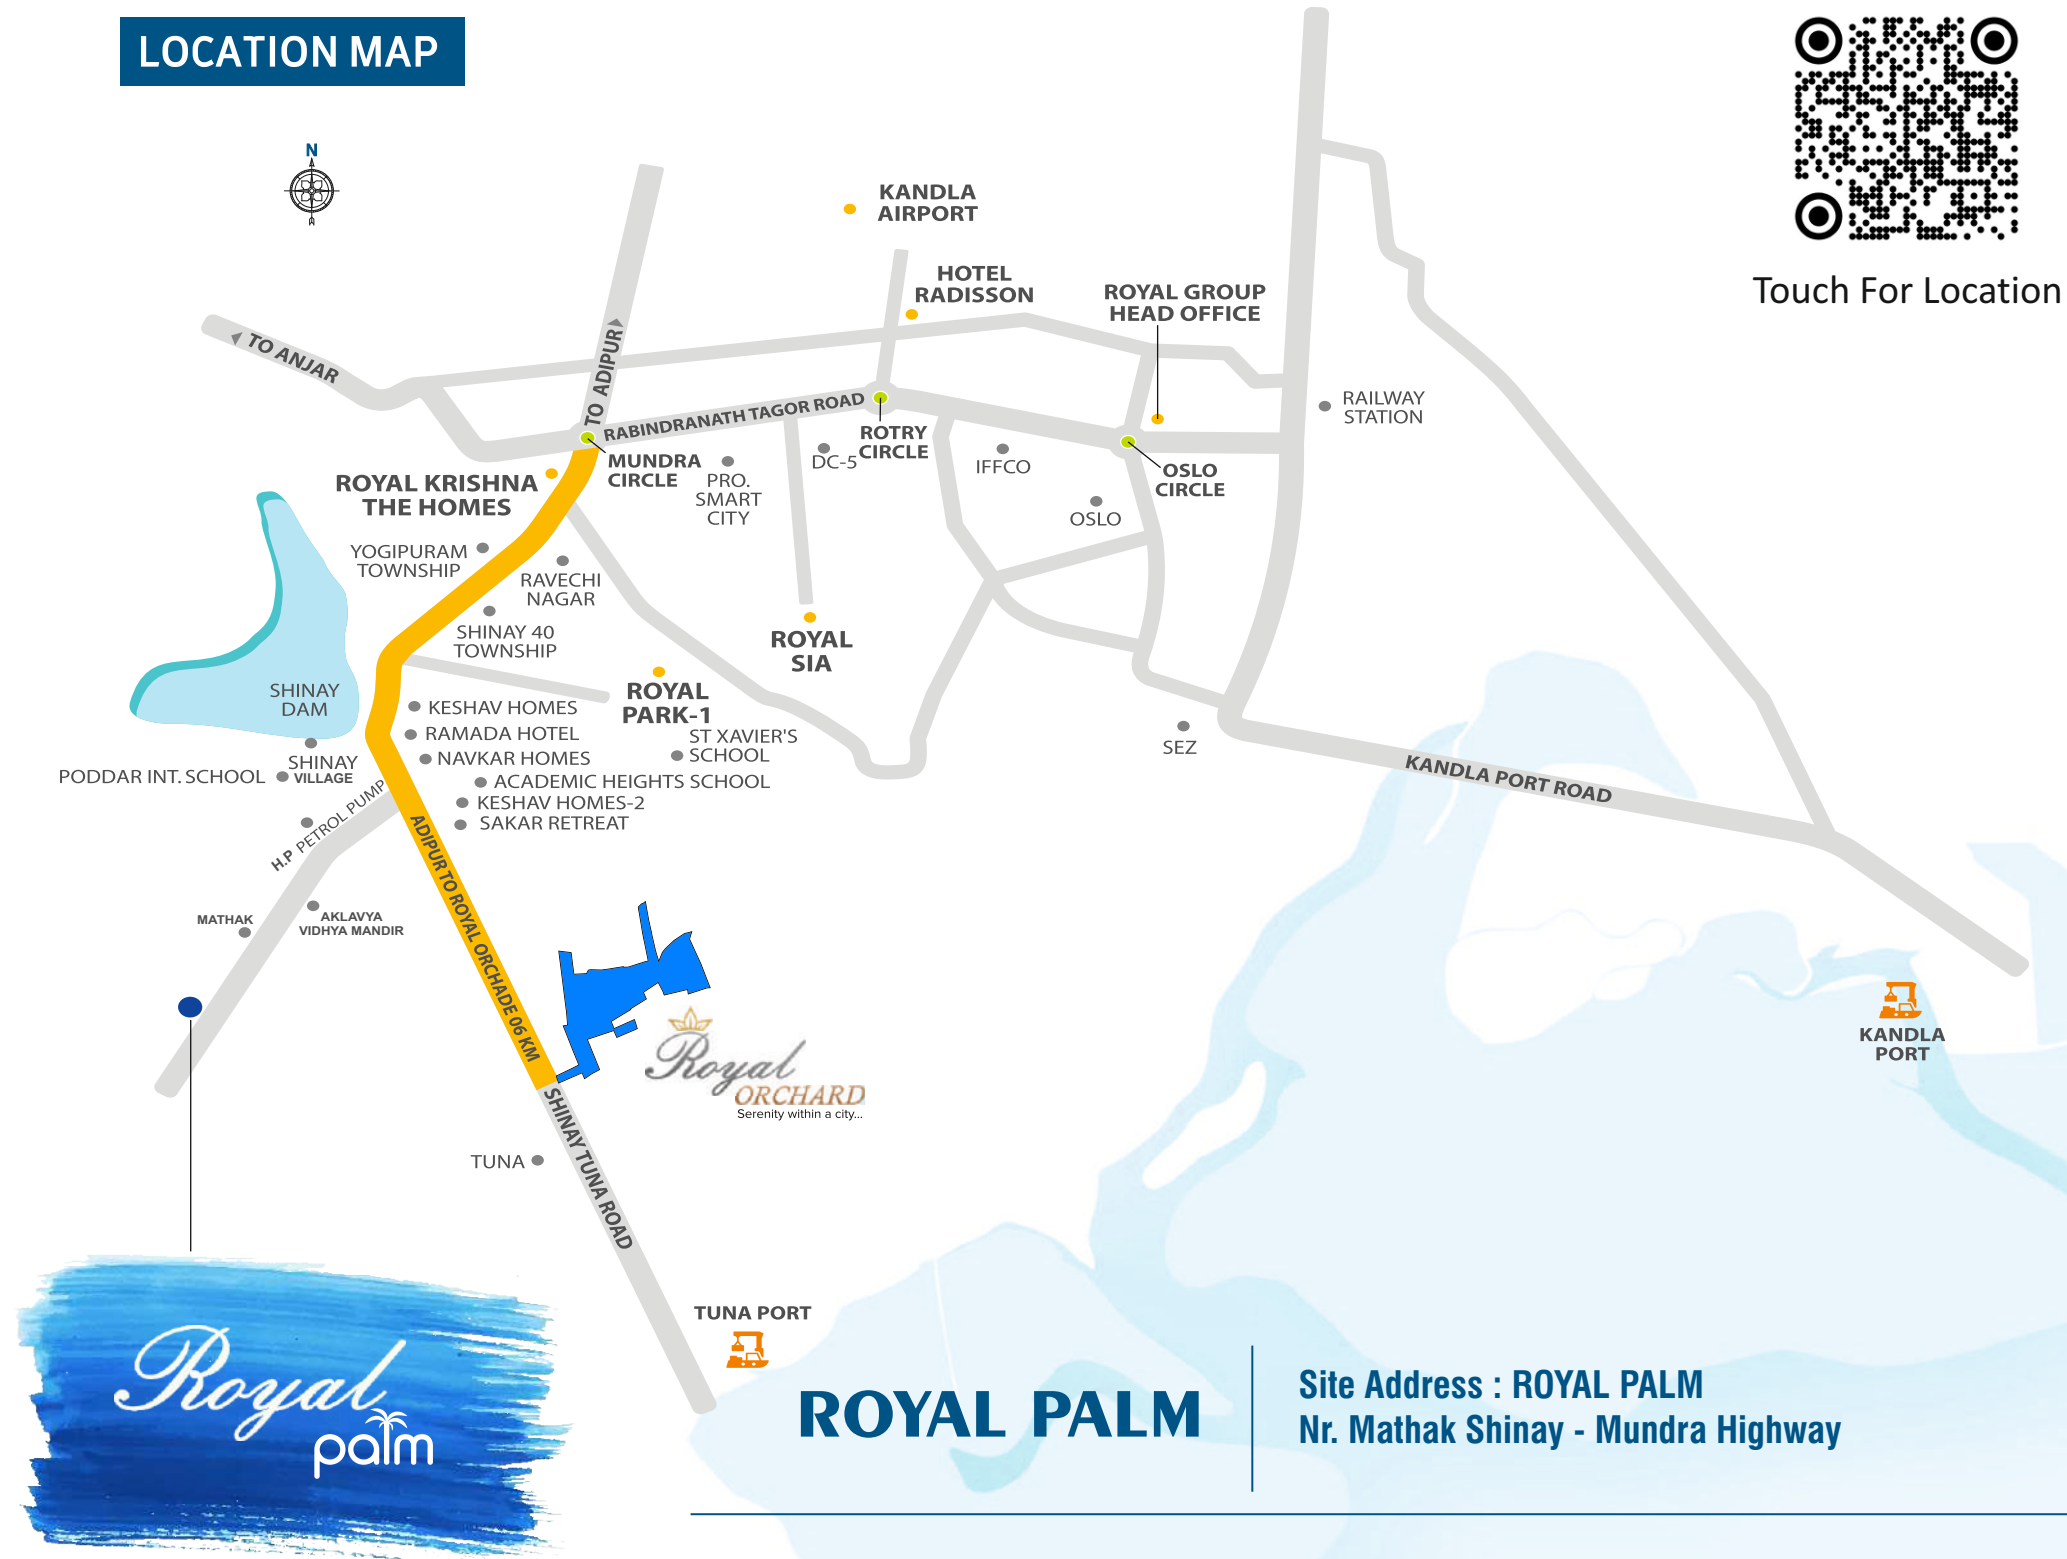 LOCATION MAP
N
KANDLA
AIRPORT
HOTEL
RADISSON
ROYAL GROUP
HEAD OFFICE
Touch For Location
TO ANJAR
TO ADIPUR
RABINDRANATH TAGOR ROAD
RAILWAY
STATION
ROTRY
CIRCLE
MUNDRA
CIRCLE
DC-5
PRO.
SMART
CITY
IFFCO
OSLO
CIRCLE
OSLO
ROYAL KRISHNA
THE HOMES
YOGIPURAM
TOWNSHIP
RAVECHI
NAGAR
SHINAY 40
TOWNSHIP
ROYAL
SIA
ROYAL
PARK-1
SHINAY
DAM
KESHAV HOMES
RAMADA HOTEL
NAVKAR HOMES
ST XAVIER'S
SCHOOL
ACADEMIC HEIGHTS SCHOOL
KESHAV HOMES-2
SAKAR RETREAT
SHINAY
VILLAGE
PODDAR INT. SCHOOL
H.P PETROL PUMP
SEZ
KANDLA PORT ROAD
ADIPUR TO ROYAL ORCHADE 06 KM
MATHAK
AKLAVYA
VIDHYA MANDIR
Royal
ORCHARD
Serenity within a city...
KANDLA
PORT
SHINAY TUNA ROAD
TUNA
TUNA PORT
Royal
palm
ROYAL PALM
Site Address : ROYAL PALM
Nr. Mathak Shinay - Mundra Highway